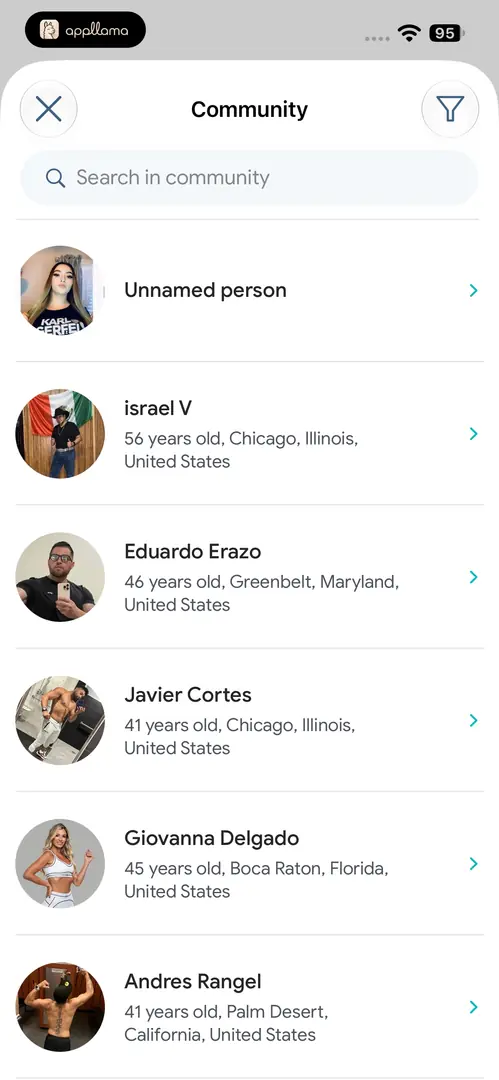 appllama
95
Community
Search in community
KARL
Unnamed person
israel V
56 years old, Chicago, Illinois,
United States
Eduardo Erazo
46 years old, Greenbelt, Maryland,
United States
Javier Cortes
41 years old, Chicago, Illinois,
United States
Giovanna Delgado
45 years old, Boca Raton, Florida,
United States
Andres Rangel
41 years old, Palm Desert,
California, United States